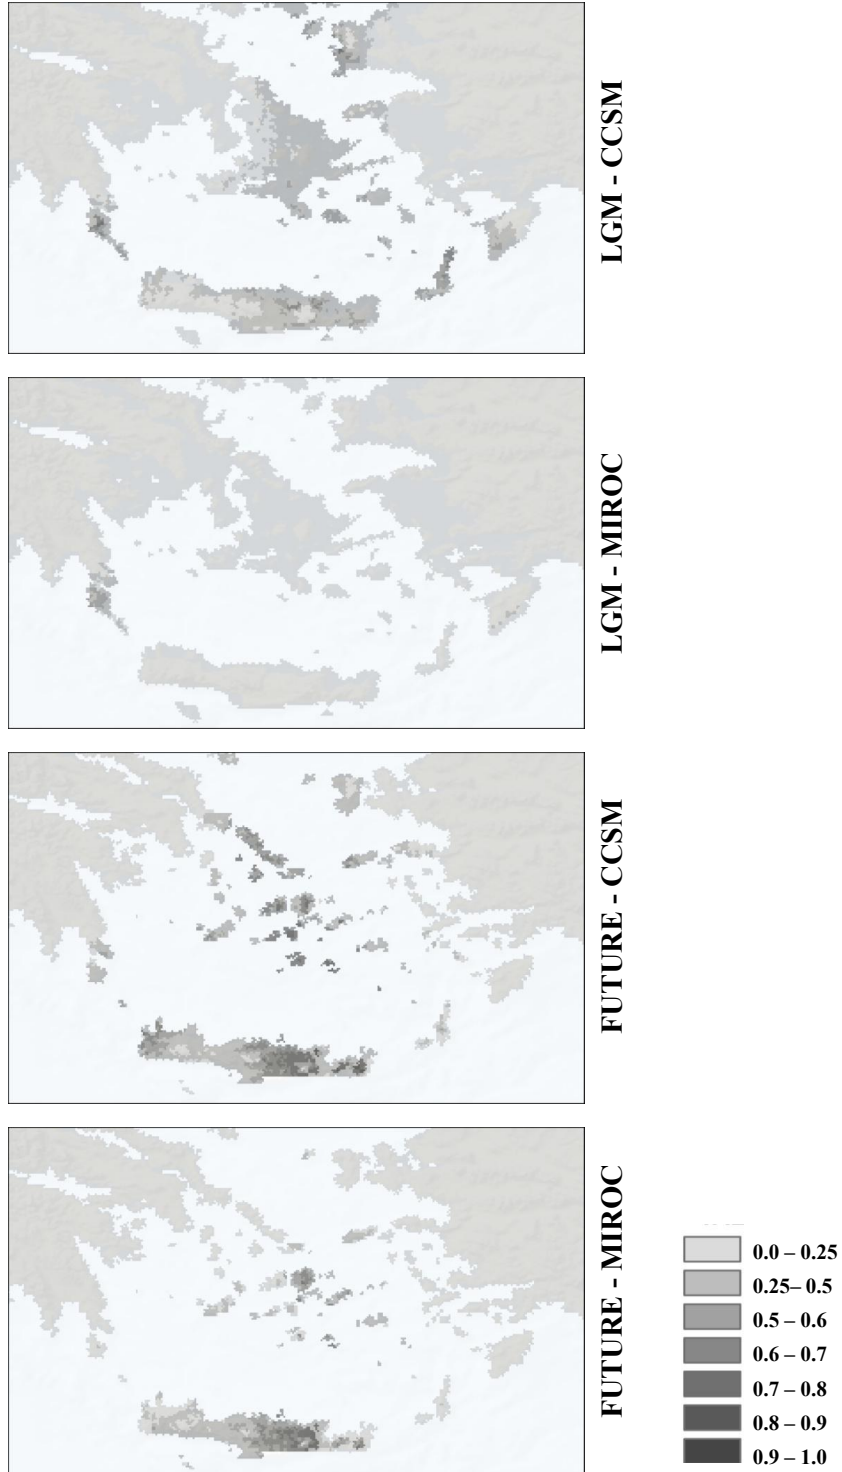 LGM - CCSM
LGM - MIROC
FUTURE - CCSM
FUTURE - MIROC
0.0 – 0.25
0.25– 0.5
0.5 – 0.6
0.6 – 0.7
0.7 – 0.8
0.8 – 0.9
0.9 – 1.0